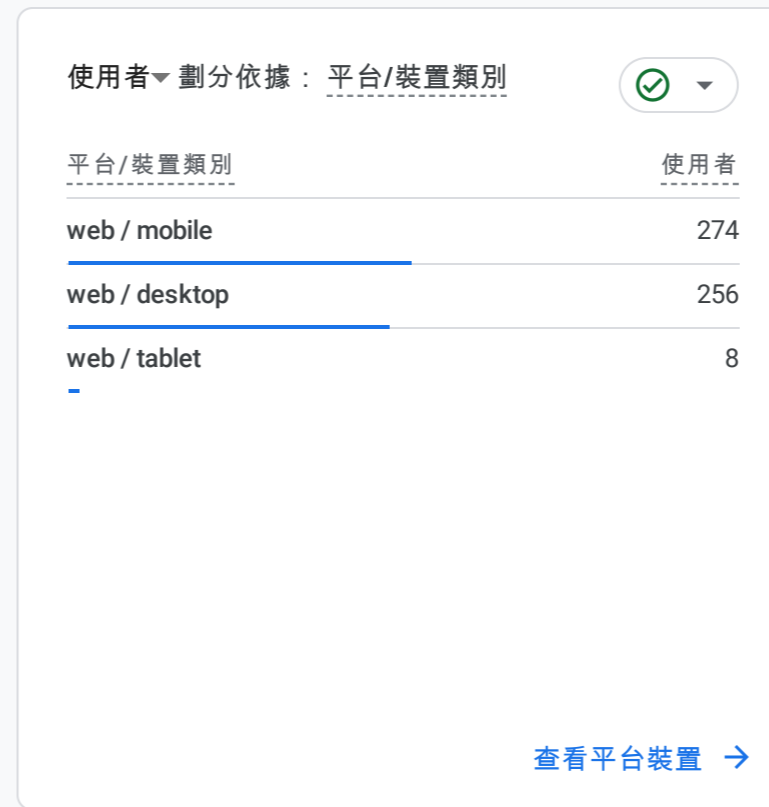 使用者 劃分依據： 平台/裝置類別
平台/裝置類別 使用者
web / mobile 274
web / desktop 256
web / tablet 8
查看平台裝置 →